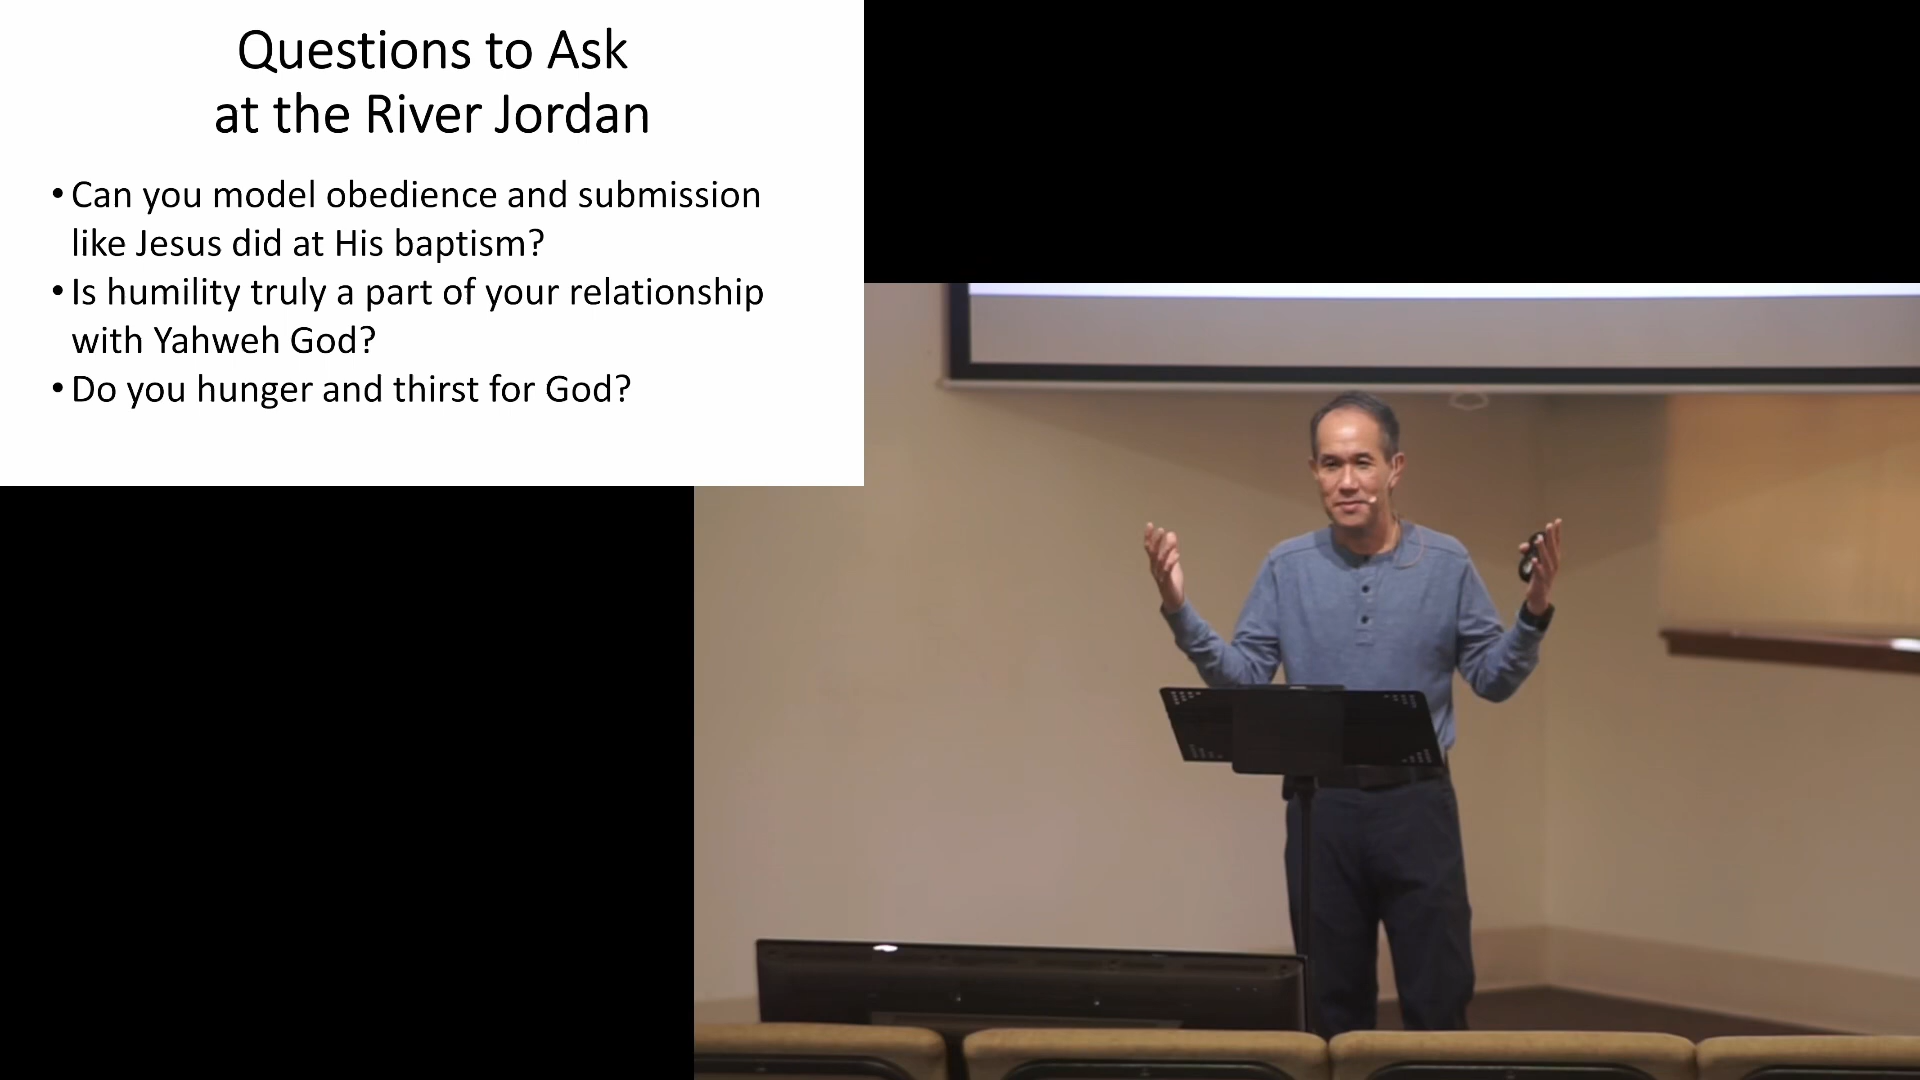 Questions to Ask
at the River Jordan
• Can you model obedience and submission
like Jesus did at His baptism?
• Is humility truly a part of your relationship
with Yahweh God?
• Do you hunger and thirst for God?